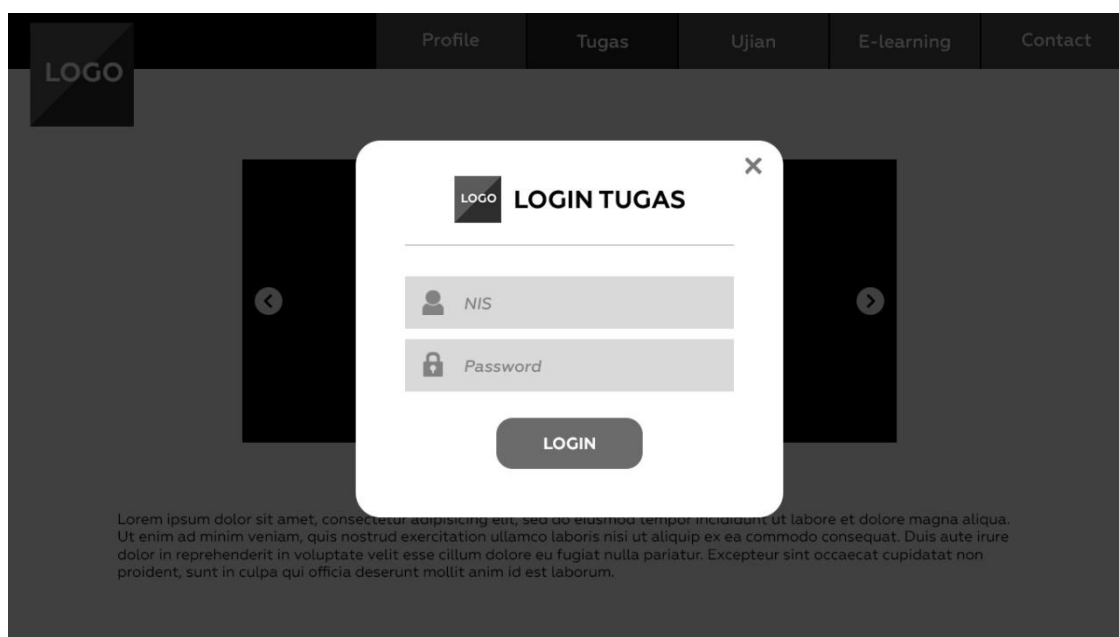 Profile Tugas Ujian E-learning Contact
LOGO
LOGO LOGIN TUGAS
NIS
Password
LOGIN
Lorem ipsum dolor sit amet, consectetur adipisicing elit, sed do eiusmod tempor incididunt ut labore et dolore magna aliqua.
Ut enim ad minim veniam, quis nostrud exercitation ullamco laboris nisi ut aliquip ex ea commodo consequat. Duis aute irure
dolor in reprehenderit in voluptate velit esse cillum dolore eu fugiat nulla pariatur. Excepteur sint occaecat cupidatat non
proident, sunt in culpa qui officia deserunt mollit anim id est laborum.